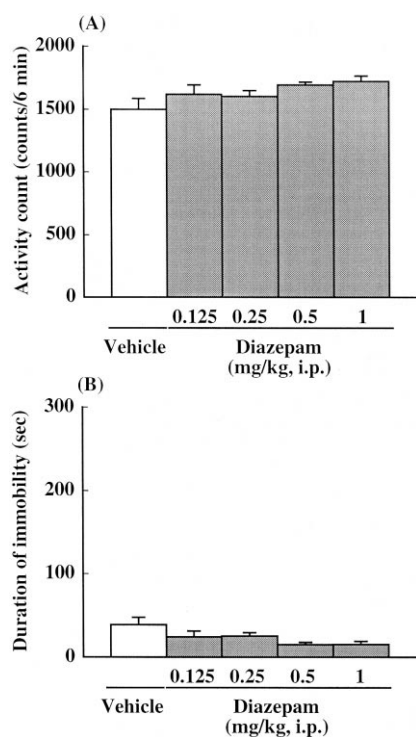 (A)
Activity count (counts/6 min)
2000
1500
1000
500
0
0.125 0.25 0.5 1
Vehicle Diazepam
(mg/kg, i.p.)
(B)
Duration of immobility (sec)
300
200
100
0
0.125 0.25 0.5 1
Vehicle Diazepam
(mg/kg, i.p.)